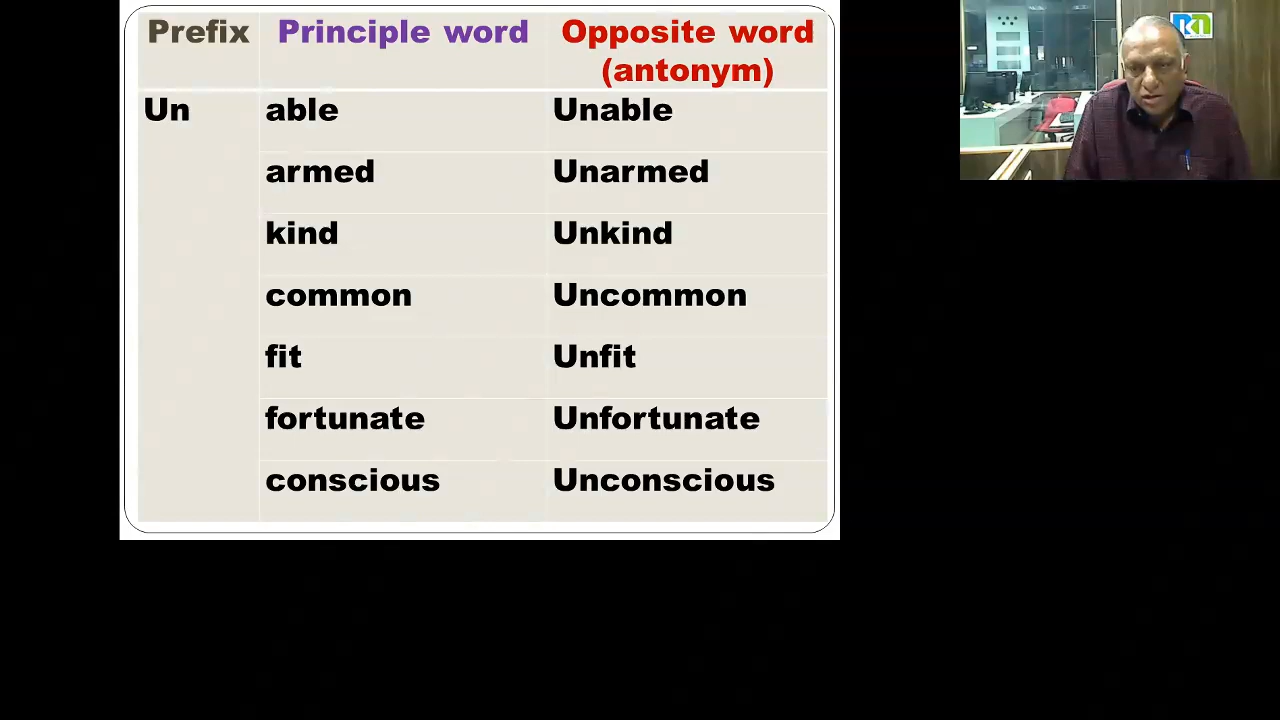 Prefix Principle word Opposite word
(antonym)
Un able Unable
armed Unarmed
kind Unkind
common Uncommon
fit Unfit
fortunate Unfortunate
conscious Unconscious